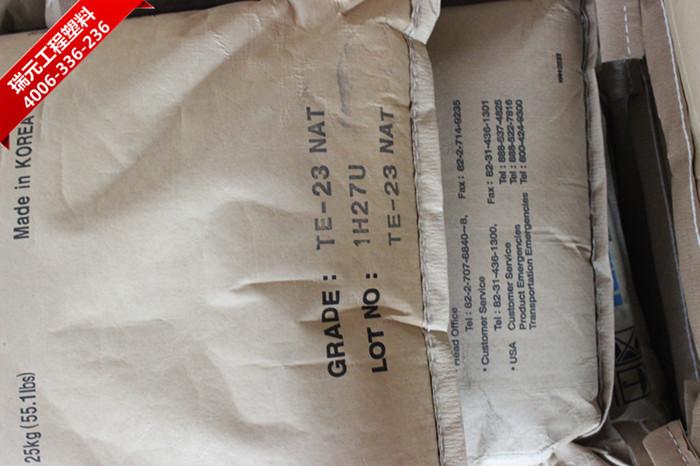 瑞元工程塑料
4006-336-236
Made in KOREA
25kg (55.1lbs)
GRADE : TE-23 NAT
LOT NO : 1H27U
TE-23 NAT
Head Office
Tel : 82-2-707-6840~8, Fax : 82-2-714-9235
• Customer Service
Tel : 82-31-436-1300, Fax : 82-31-436-1301
• USA Customer Service Tel : 888-537-4825
Product Emergencies Tel : 888-522-7816
Transportation Emergencies Tel : 800-424-9300